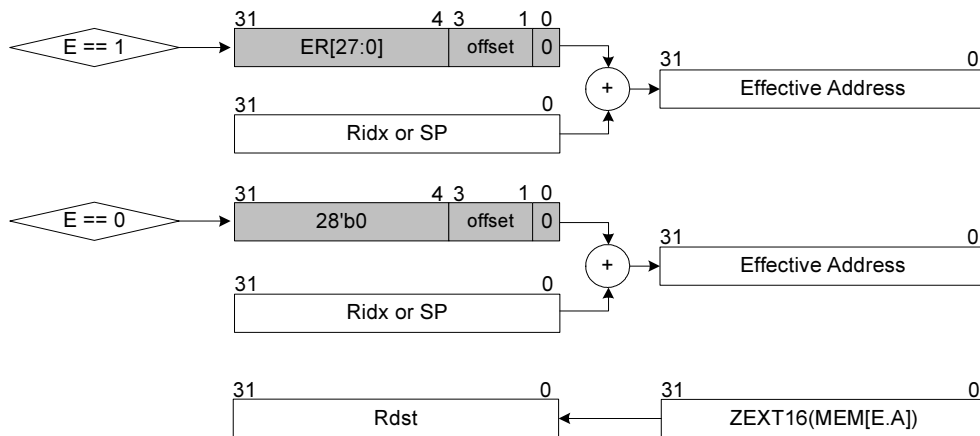 31 4 3 1 0
E == 1 ER[27:0] offset 0
+
31 0
Effective Address
31 0
Ridx or SP
31 4 3 1 0
E == 0 28'b0 offset 0
+
31 0
Effective Address
31 0
Ridx or SP
31 0 31 0
Rdst ZEXT16(MEM[E.A])